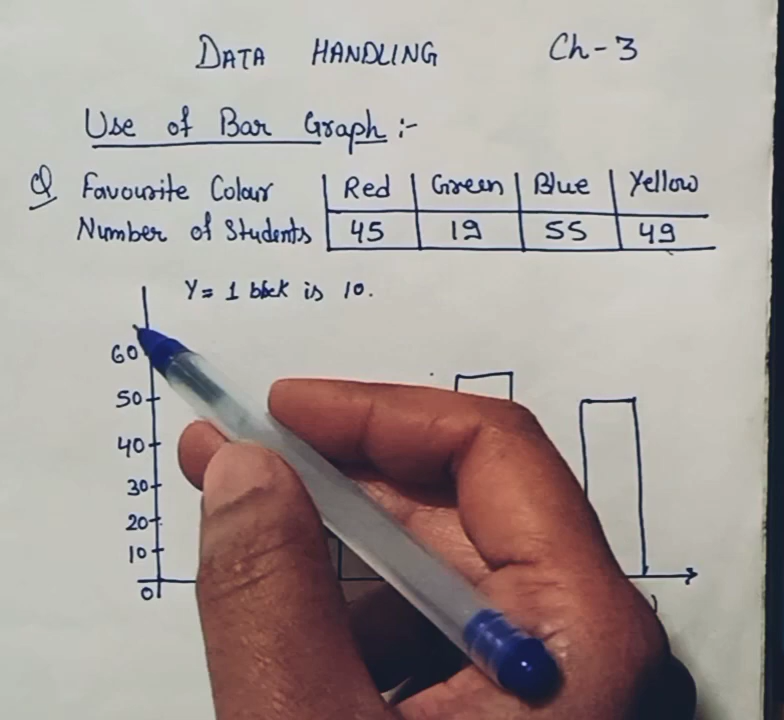 DATA HANDLING Ch-3
Use of Bar Graph :-
Q Favourite Colour Red Green Blue Yellow
Number of Students 45 19 55 49
Y = 1 block is 10.
60
50
40
30
20
10
0